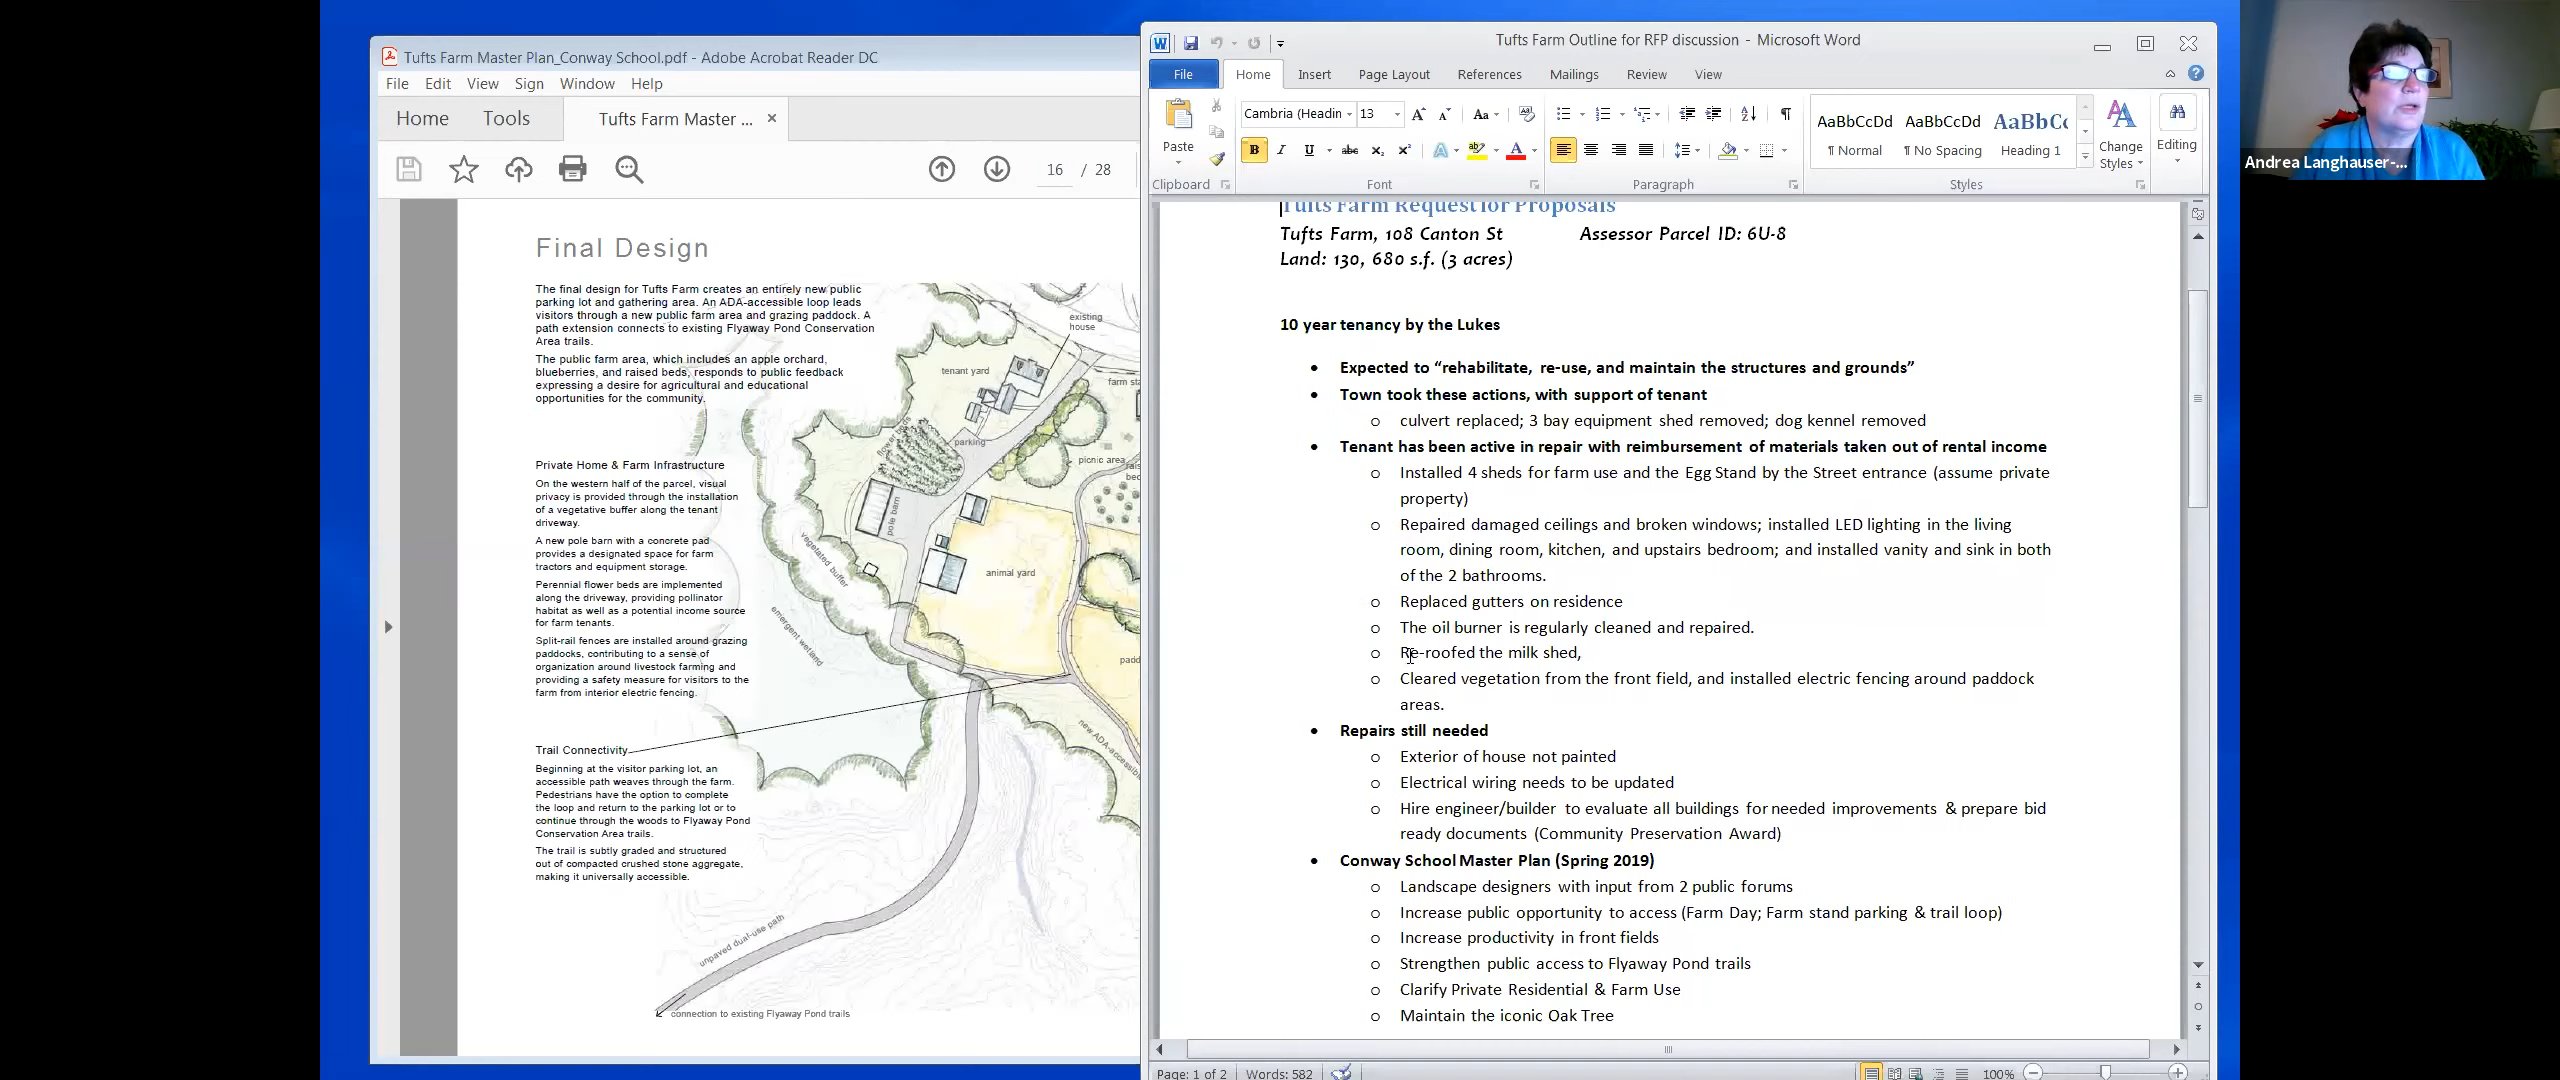 Tufts Farm Master Plan_Conway School.pdf - Adobe Acrobat Reader DC
File Edit View Sign Window Help
Home Tools Tufts Farm Master ... ×
16 / 28
Final Design
The final design for Tufts Farm creates an entirely new public
parking lot and gathering area. An ADA-accessible loop leads
visitors through a new public farm area and grazing paddock. A
path extension connects to existing Flyaway Pond Conservation
Area trails.
The public farm area, which includes an apple orchard,
blueberries, and raised beds, responds to public feedback
expressing a desire for agricultural and educational
opportunities for the community.
Private Home & Farm Infrastructure
On the western half of the parcel, visual
privacy is provided through the installation
of a vegetative buffer along the tenant
driveway.
A new pole barn with a concrete pad
provides a designated space for farm
tractors and equipment storage.
Perennial flower beds are implemented
along the driveway, providing pollinator
habitat as well as a potential income source
for farm tenants.
Split-rail fences are installed around grazing
paddocks, contributing to a sense of
organization around livestock farming and
providing a safety measure for visitors to the
farm from interior electric fencing.
Trail Connectivity
Beginning at the visitor parking lot, an
accessible path weaves through the farm.
Pedestrians have the option to complete
the loop and return to the parking lot or to
continue through the woods to Flyaway Pond
Conservation Area trails.
The trail is subtly graded and structured
out of compacted crushed stone aggregate,
making it universally accessible.
existing
house
tenant yard
farm sta
flower beds
parking
picnic area
rais
bed
pole barn
vegetated buffer
animal yard
emergent wetland
padd
new ADA-accessible
unpaved dual-use path
connection to existing Flyaway Pond trails
Tufts Farm Outline for RFP discussion - Microsoft Word
File Home Insert Page Layout References Mailings Review View
Paste
Clipboard
Cambria (Headin 13
B I U abc x₂ x² A ab A
Font
Paragraph
AaBbCcDd AaBbCcDd AaBbCc
¶ Normal ¶ No Spacing Heading 1
Styles
Change
Styles
Editing
Tufts Farm Request for Proposals
Tufts Farm, 108 Canton St Assessor Parcel ID: 6U-8
Land: 130, 680 s.f. (3 acres)
10 year tenancy by the Lukes
• Expected to “rehabilitate, re-use, and maintain the structures and grounds”
• Town took these actions, with support of tenant
o culvert replaced; 3 bay equipment shed removed; dog kennel removed
• Tenant has been active in repair with reimbursement of materials taken out of rental income
o Installed 4 sheds for farm use and the Egg Stand by the Street entrance (assume private
property)
o Repaired damaged ceilings and broken windows; installed LED lighting in the living
room, dining room, kitchen, and upstairs bedroom; and installed vanity and sink in both
of the 2 bathrooms.
o Replaced gutters on residence
o The oil burner is regularly cleaned and repaired.
o Re-roofed the milk shed,
o Cleared vegetation from the front field, and installed electric fencing around paddock
areas.
• Repairs still needed
o Exterior of house not painted
o Electrical wiring needs to be updated
o Hire engineer/builder to evaluate all buildings for needed improvements & prepare bid
ready documents (Community Preservation Award)
• Conway School Master Plan (Spring 2019)
o Landscape designers with input from 2 public forums
o Increase public opportunity to access (Farm Day; Farm stand parking & trail loop)
o Increase productivity in front fields
o Strengthen public access to Flyaway Pond trails
o Clarify Private Residential & Farm Use
o Maintain the iconic Oak Tree
Page: 1 of 2 Words: 582 100%
Andrea Langhauser-...